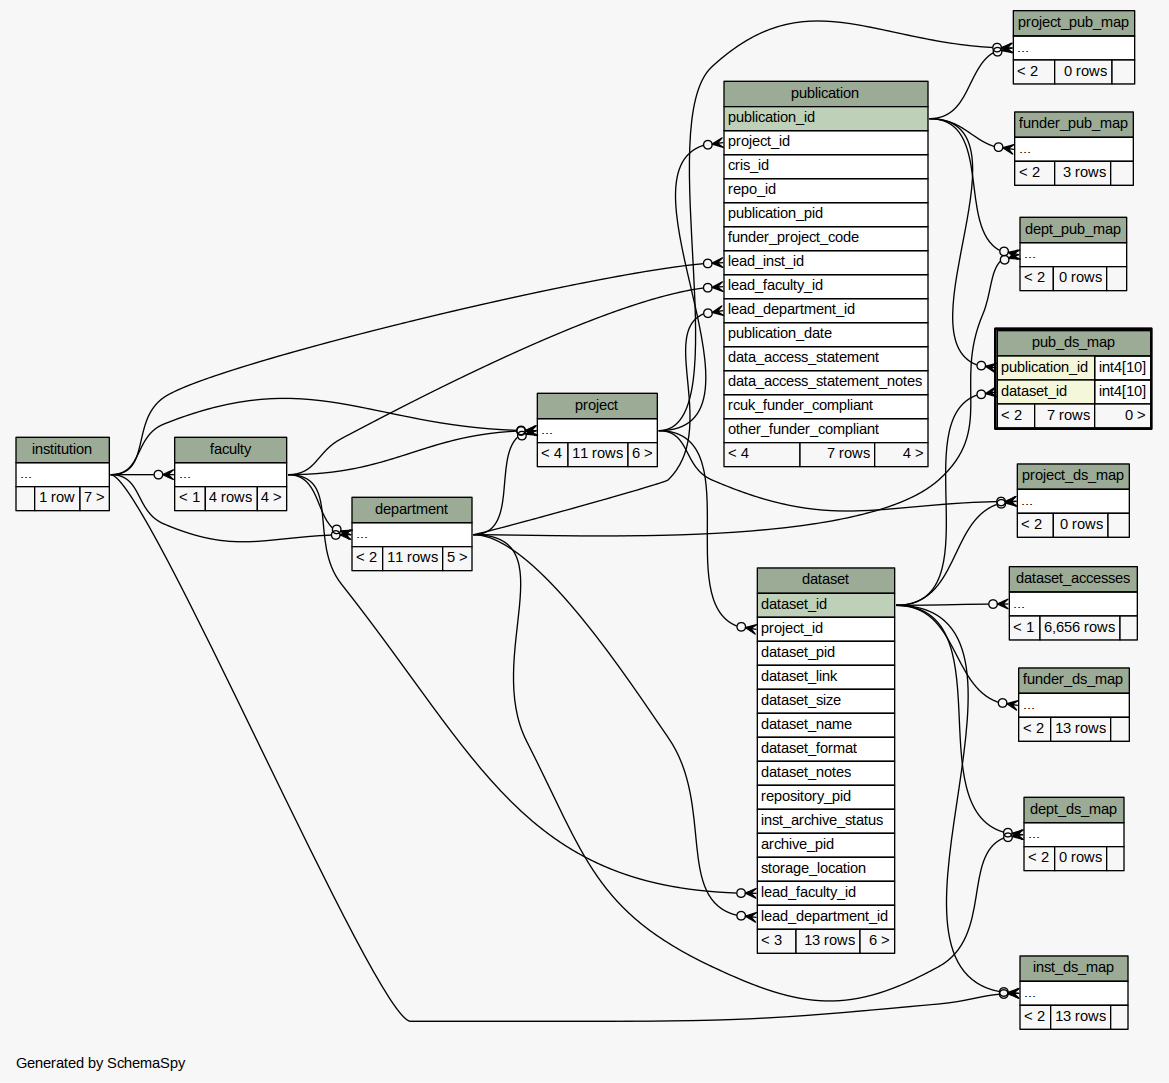 project_pub_map
...
< 2 0 rows
publication
publication_id
project_id
cris_id
repo_id
publication_pid
funder_project_code
lead_inst_id
lead_faculty_id
lead_department_id
publication_date
data_access_statement
data_access_statement_notes
rcuk_funder_compliant
other_funder_compliant
< 4 7 rows 4 >
funder_pub_map
...
< 2 3 rows
dept_pub_map
...
< 2 0 rows
pub_ds_map
publication_id int4[10]
dataset_id int4[10]
< 2 7 rows 0 >
project
...
< 4 11 rows 6 >
institution
...
1 row 7 >
faculty
...
< 1 4 rows 4 >
department
...
< 2 11 rows 5 >
project_ds_map
...
< 2 0 rows
dataset
dataset_id
project_id
dataset_pid
dataset_link
dataset_size
dataset_name
dataset_format
dataset_notes
repository_pid
inst_archive_status
archive_pid
storage_location
lead_faculty_id
lead_department_id
< 3 13 rows 6 >
dataset_accesses
...
< 1 6,656 rows
funder_ds_map
...
< 2 13 rows
dept_ds_map
...
< 2 0 rows
inst_ds_map
...
< 2 13 rows
Generated by SchemaSpy